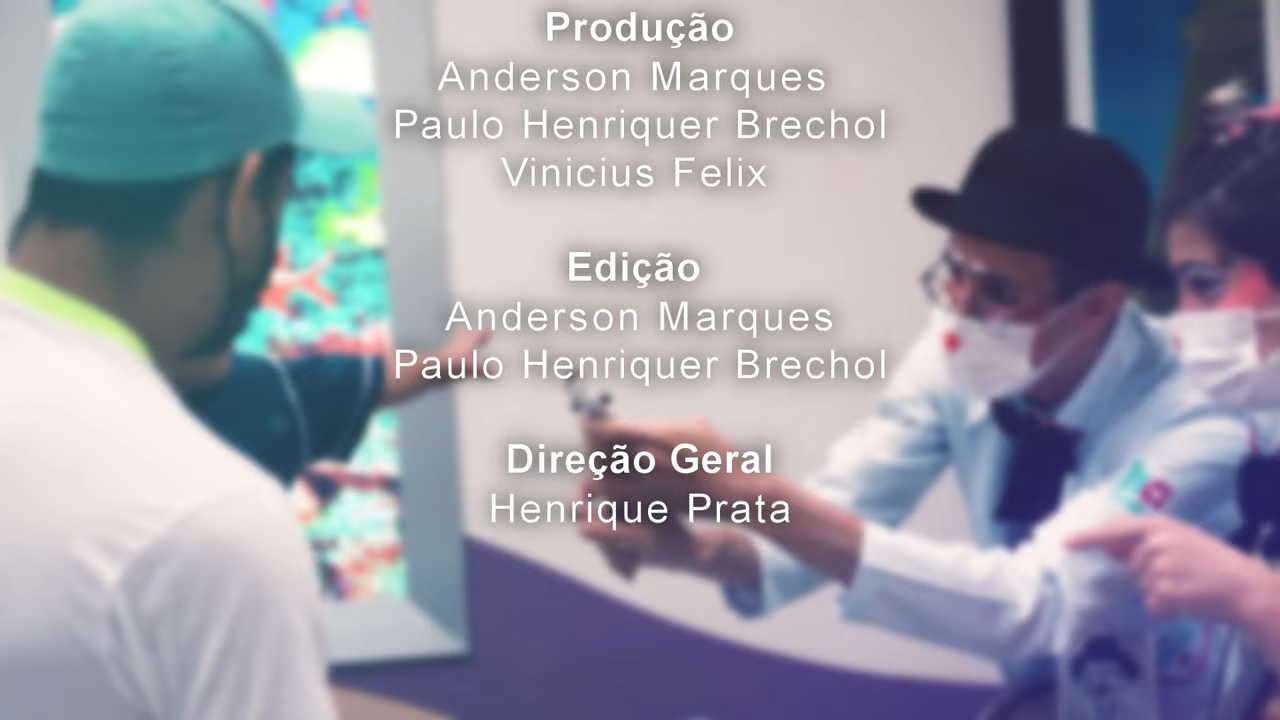 Produção
Anderson Marques
Paulo Henriquer Brechol
Vinicius Felix
Edição
Anderson Marques
Paulo Henriquer Brechol
Direção Geral
Henrique Prata